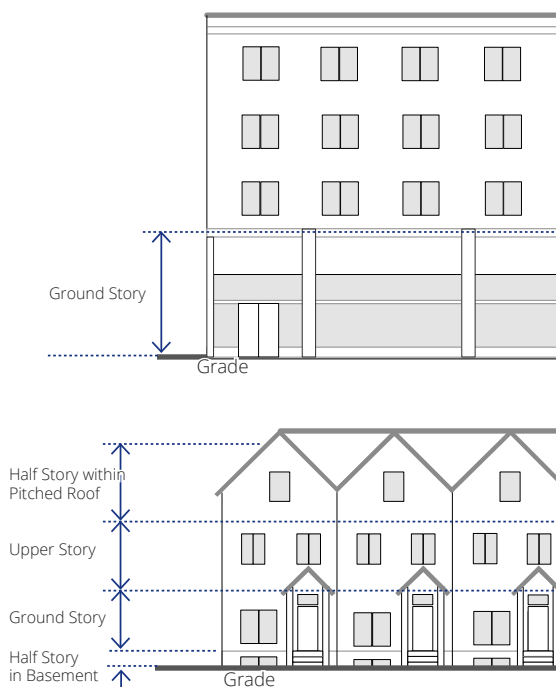 Ground Story
Grade
Half Story within
Pitched Roof
Upper Story
Ground Story
Half Story
in Basement
Grade